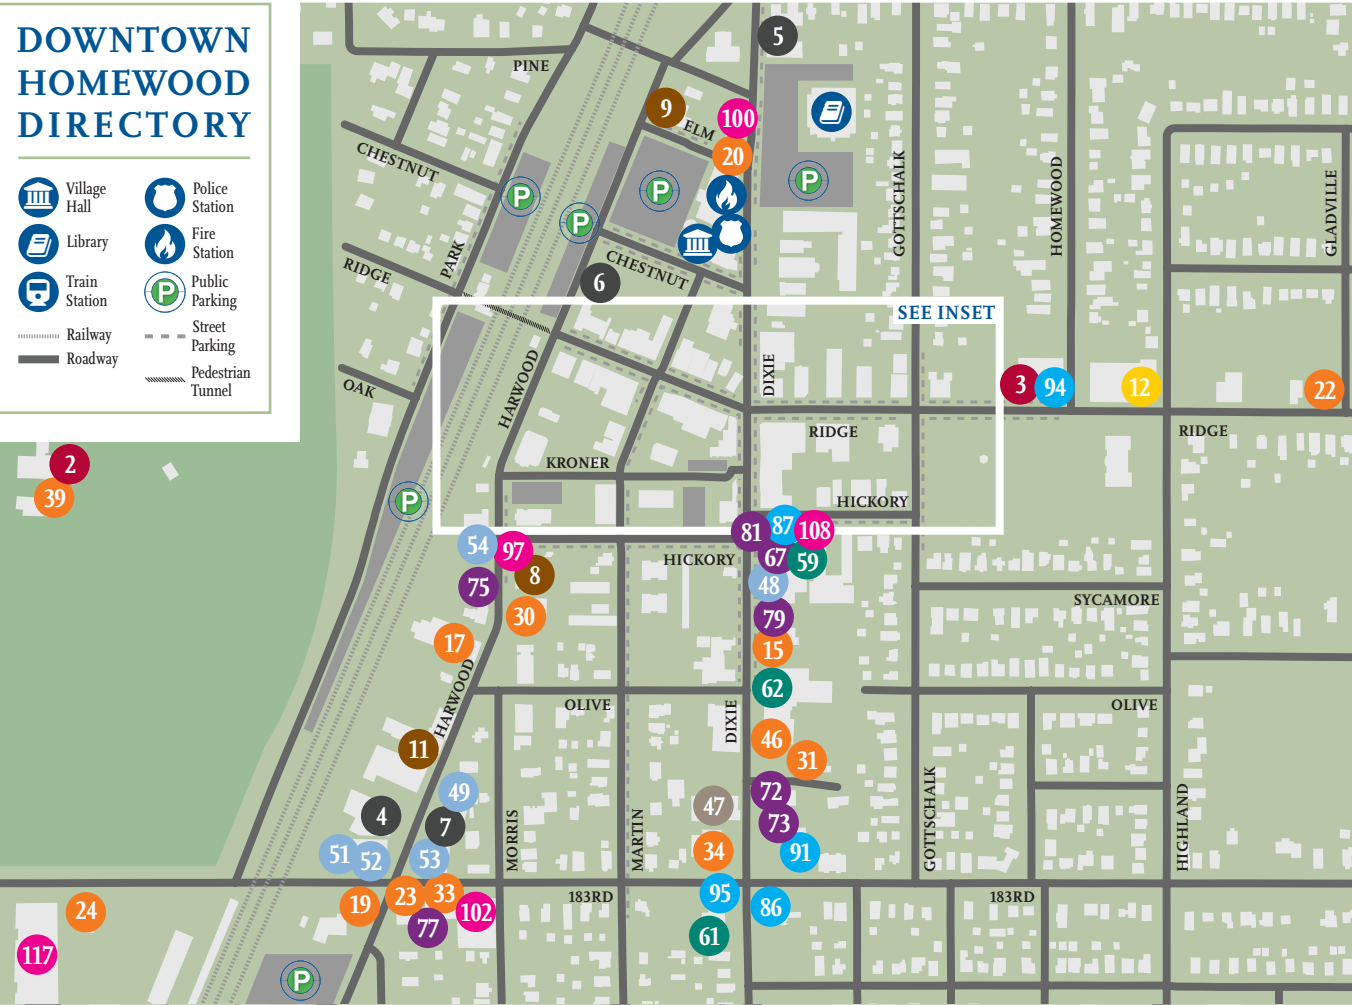 DOWNTOWN
HOMEWOOD
DIRECTORY
Village
Hall
Police
Station
Library
Fire
Station
Train
Station
P
Public
Parking
Railway
Street
Parking
Roadway
Pedestrian
Tunnel
5
PINE
9
ELM
100
20
CHESTNUT
P
P
P
P
GOTTSCHALK
HOMEWOOD
GLADVILLE
PARK
RIDGE
CHESTNUT
6
SEE INSET
OAK
HARWOOD
DIXIE
3
94
12
22
RIDGE
RIDGE
KRONER
2
39
P
HICKORY
54
97
81
87
108
HICKORY
67
59
8
75
48
SYCAMORE
30
79
17
15
HARWOOD
62
OLIVE
DIXIE
OLIVE
46
11
31
49
72
47
4
7
73
MORRIS
MARTIN
GOTTSCHALK
HIGHLAND
51
52
53
34
91
19
23
33
183RD
95
86
183RD
24
102
77
61
117
P